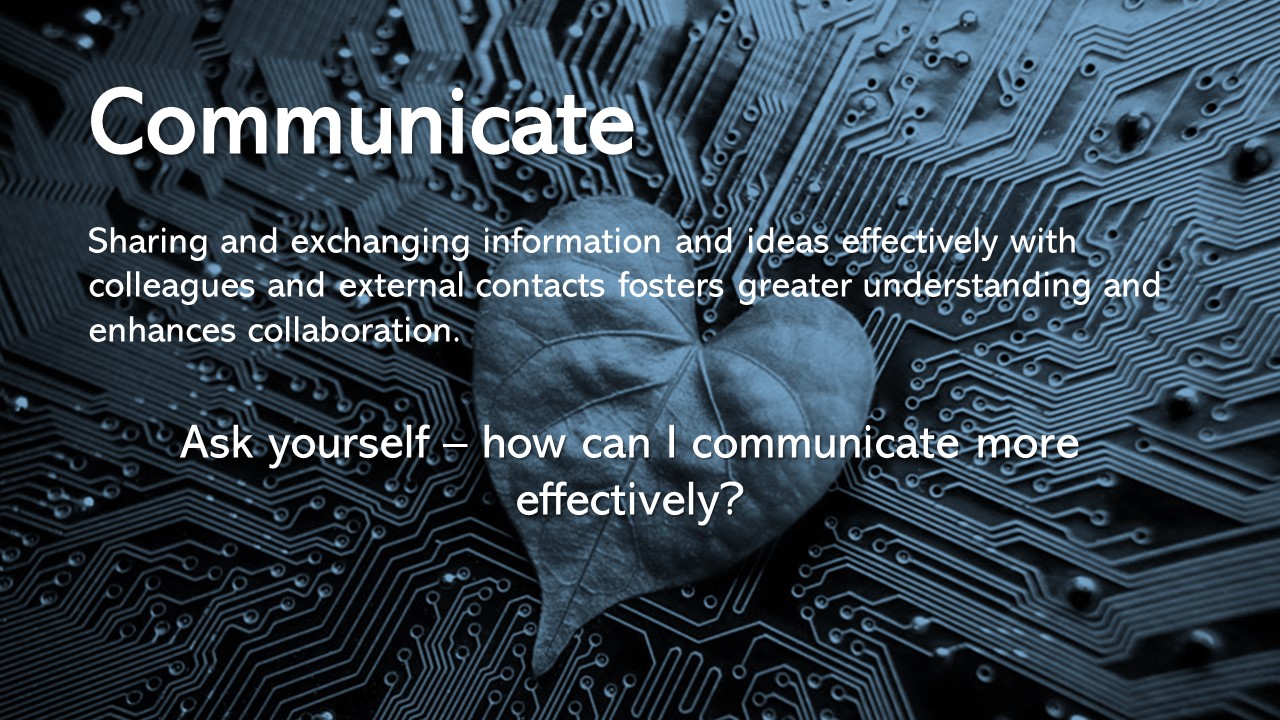 Communicate
Sharing and exchanging information and ideas effectively with
colleagues and external contacts fosters greater understanding and
enhances collaboration.
Ask yourself – how can I communicate more
effectively?